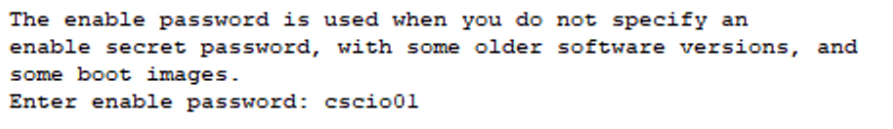 The enable password is used when you do not specify an
enable secret password, with some older software versions, and
some boot images.
Enter enable password: cscio01